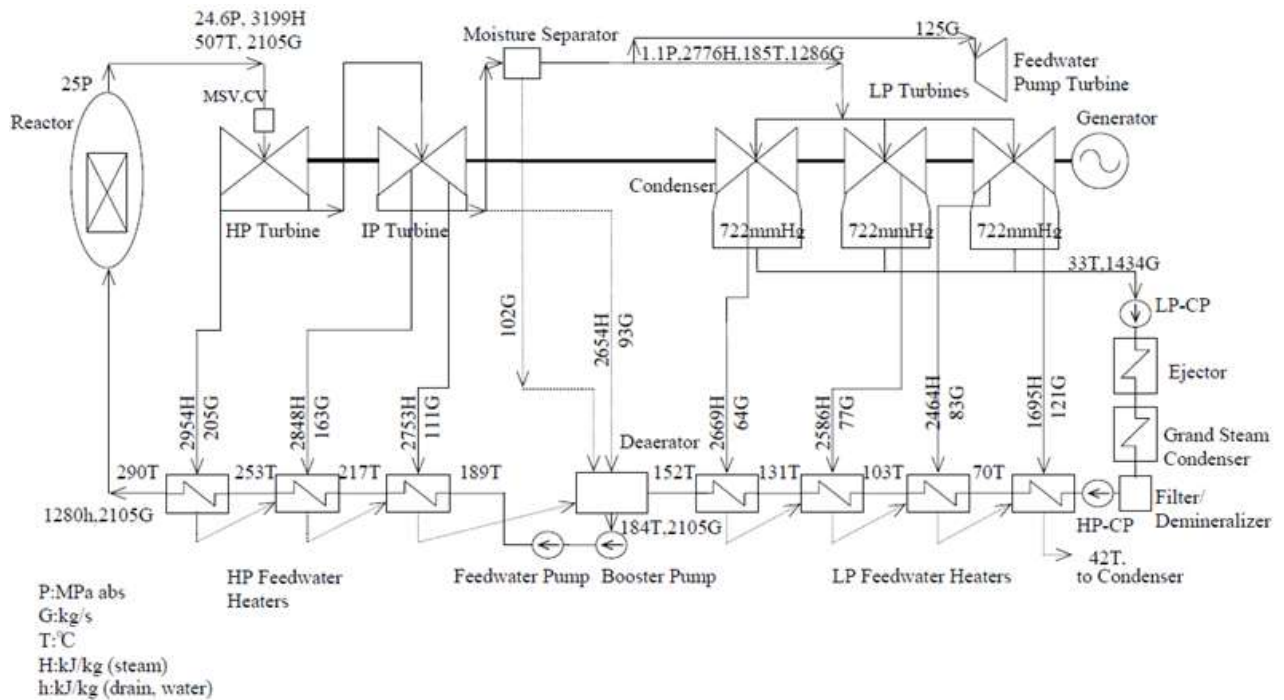 24.6P, 3199H
507T, 2105G
25P
Reactor
MSV,CV
Moisture Separator
125G
1.1P,2776H,185T,1286G
Feedwater
Pump Turbine
LP Turbines
Generator
Condenser
HP Turbine
IP Turbine
722mmHg
722mmHg
722mmHg
33T,1434G
LP-CP
Ejector
Grand Steam
Condenser
Filter/
Demineralizer
HP-CP
2954H
205G
2848H
163G
2753H
111G
102G
2654H
93G
2669H
64G
2586H
77G
2464H
83G
1695H
121G
Deaerator
290T
253T
217T
189T
152T
131T
103T
70T
1280h,2105G
184T,2105G
42T.
to Condenser
HP Feedwater
Heaters
Feedwater Pump
Booster Pump
LP Feedwater Heaters
P:MPa abs
G:kg/s
T:℃
H:kJ/kg (steam)
h:kJ/kg (drain, water)